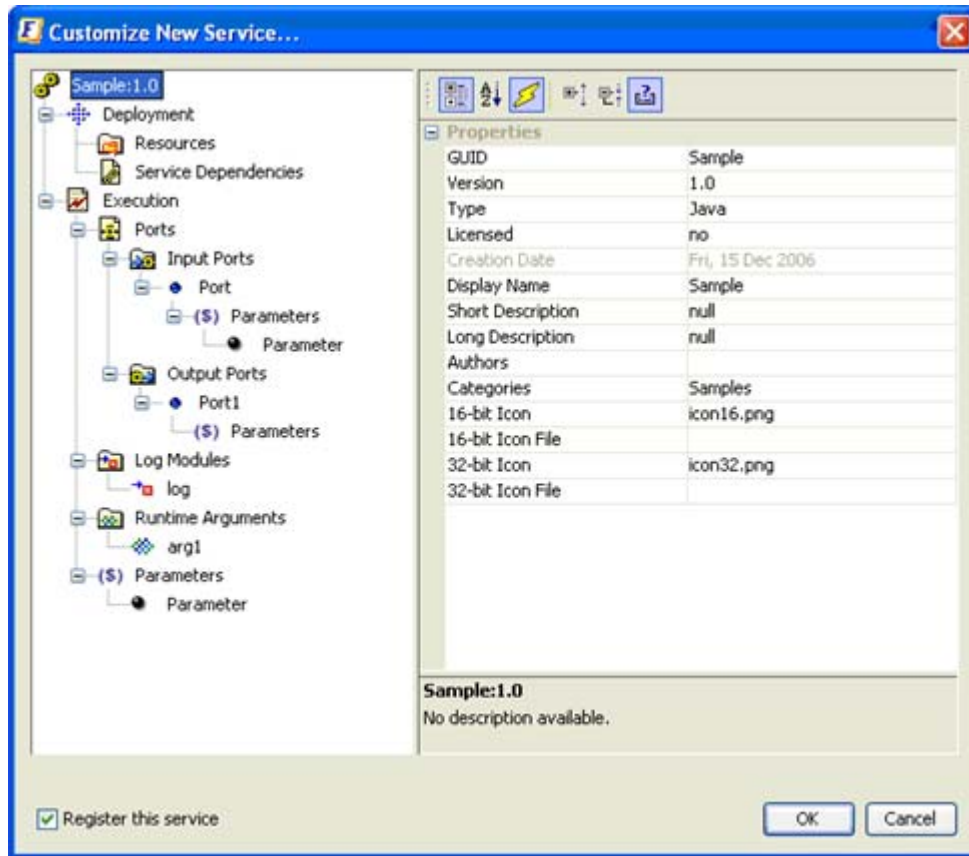 Customize New Service...
Sample:1.0
Deployment
Resources
Service Dependencies
Execution
Ports
Input Ports
Port
($) Parameters
Parameter
Output Ports
Port1
($) Parameters
Log Modules
log
Runtime Arguments
arg1
($) Parameters
Parameter
Properties
GUID Sample
Version 1.0
Type Java
Licensed no
Creation Date Fri, 15 Dec 2006
Display Name Sample
Short Description null
Long Description null
Authors
Categories Samples
16-bit Icon icon16.png
16-bit Icon File
32-bit Icon icon32.png
32-bit Icon File
Sample:1.0
No description available.
Register this service
OK Cancel